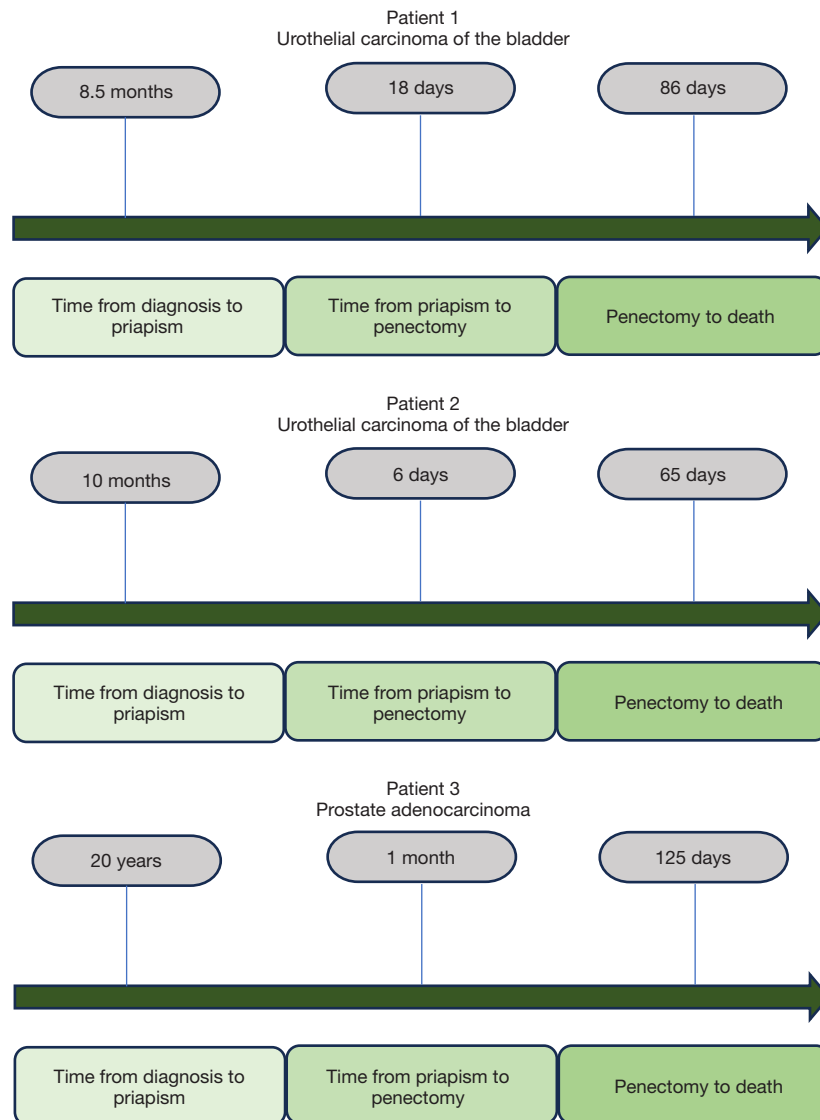 Patient 1
Urothelial carcinoma of the bladder
8.5 months
18 days
86 days
Time from diagnosis to
priapism
Time from priapism to
penectomy
Penectomy to death
Patient 2
Urothelial carcinoma of the bladder
10 months
6 days
65 days
Time from diagnosis to
priapism
Time from priapism to
penectomy
Penectomy to death
Patient 3
Prostate adenocarcinoma
20 years
1 month
125 days
Time from diagnosis to
priapism
Time from priapism to
penectomy
Penectomy to death